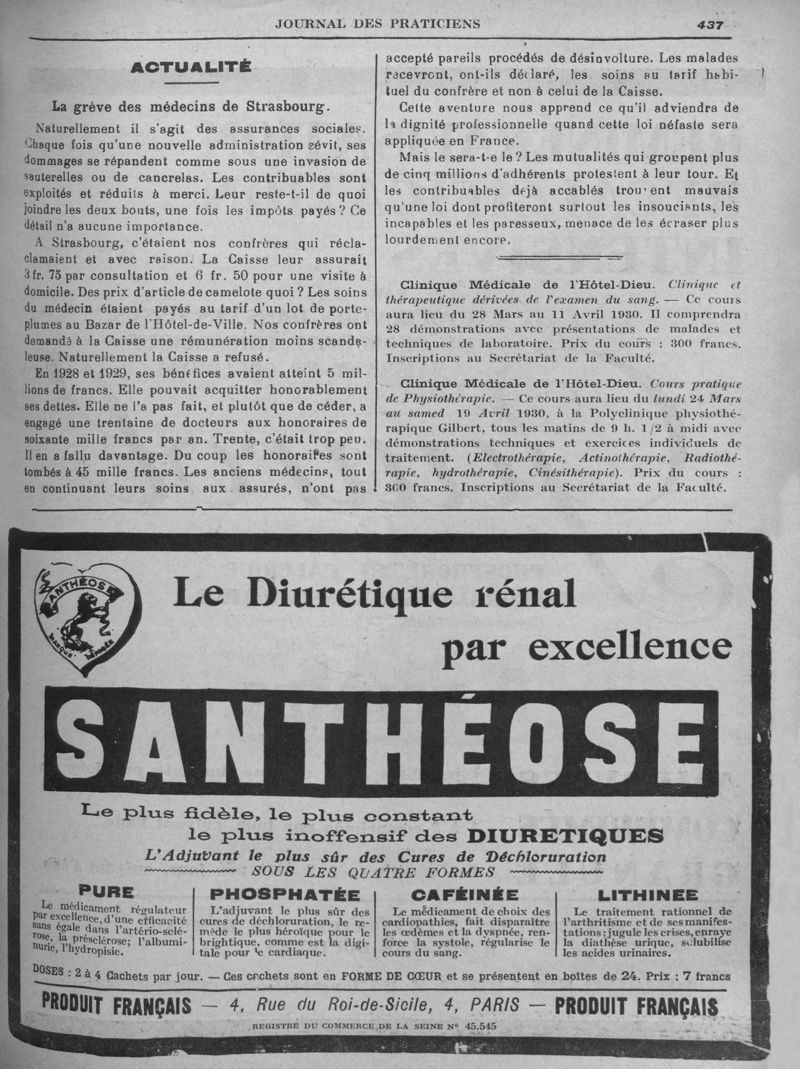 JOURNAL DES PRATICIENS
437
ACTUALITÉ
La grève des médecins de Strasbourg.
Naturellement il s'agit des assurances sociales.
Chaque fois qu'une nouvelle administration sévit, ses
dommages se répandent comme sous une invasion de
sauterelles ou de cancrelas. Les contribuables sont
exploités et réduits à merci. Leur reste-t-il de quoi
joindre les deux bouts, une fois les impôts payés ? Ce
détail n'a aucune importance.
A Strasbourg, c'étaient nos confrères qui récla-
clamaient et avec raison. La Caisse leur assurait
3 fr. 75 par consultation et 6 fr. 50 pour une visite à
domicile. Des prix d'article de camelote quoi ? Les soins
du médecin étaient payés au tarif d'un lot de porte-
plumes au Bazar de l'Hôtel-de-Ville. Nos confrères ont
demandé à la Caisse une rémunération moins scanda-
leuse. Naturellement la Caisse a refusé.
En 1928 et 1929, ses bénéfices avaient atteint 5 mil-
lions de francs. Elle pouvait acquitter honorablement
ses dettes. Elle ne l'a pas fait, et plutôt que de céder, a
engagé une trentaine de docteurs aux honoraires de
soixante mille francs par an. Trente, c'était trop peu.
Il en a fallu davantage. Du coup les honoraires sont
tombés à 45 mille francs. Les anciens médecins, tout
en continuant leurs soins aux assurés, n'ont pas
accepté pareils procédés de désinvolture. Les malades
racevront, ont-ils déclaré, les soins au tarif habi-
tuel du confrère et non à celui de la Caisse.
Cette aventure nous apprend ce qu'il adviendra de
la dignité professionnelle quand cette loi néfaste sera
appliquée en France.
Mais le sera-t-elle ? Les mutualités qui groupent plus
de cinq millions d'adhérents protestent à leur tour. Et
les contribuables déjà accablés trouvent mauvais
qu'une loi dont profiteront surtout les insouciants, les
incapables et les paresseux, menace de les écraser plus
lourdement encore.
Clinique Médicale de l'Hôtel-Dieu. Clinique et
thérapeutique dérivées de l'examen du sang. — Ce cours
aura lieu du 28 Mars au 11 Avril 1930. Il comprendra
28 démonstrations avec présentations de malades et
techniques de laboratoire. Prix du cours : 300 francs.
Inscriptions au Secrétariat de la Faculté.
Clinique Médicale de l'Hôtel-Dieu. Cours pratique
de Physiothérapie. — Ce cours aura lieu du lundi 24 Mars
au samed 19 Avril 1930, à la Polyclinique physiothé-
rapique Gilbert, tous les matins de 9 h. 1/2 à midi avec
démonstrations techniques et exercices individuels de
traitement. (Electrothérapie, Actinothérapie, Radiothé-
rapie, hydrothérapie, Cinésithérapie). Prix du cours :
300 francs. Inscriptions au Secrétariat de la Faculté.
SANTHÉOSE
MARQUE DÉPOSÉE
Le Diurétique rénal
par excellence
SANTHÉOSE
Le plus fidèle, le plus constant
le plus inoffensif des DIURETIQUES
L'Adjuvant le plus sûr des Cures de Déchloruration
SOUS LES QUATRE FORMES
PURE
Le médicament régulateur
par excellence, d'une efficacité
sans égale dans l'artério-sclé-
rose, la présclérose; l'albumi-
nurie, l'hydropisie.
PHOSPHATÉE
L'adjuvant le plus sûr des
cures de déchloruration, le re-
mède le plus héroïque pour le
brightique, comme est la digi-
tale pour le cardiaque.
CAFÉINÉE
Le médicament de choix des
cardiopathies, fait disparaître
les œdèmes et la dyspnée, ren-
force la systole, régularise le
cours du sang.
LITHINEE
Le traitement rationnel de
l'arthritisme et de ses manifes-
tations ; jugule les crises, enraye
la diathèse urique, solubilise
les acides urinaires.
DOSES : 2 à 4 Cachets par jour. — Ces cachets sont en FORME DE CŒUR et se présentent en boîtes de 24. Prix : 7 francs
PRODUIT FRANÇAIS — 4, Rue du Roi-de-Sicile, 4, PARIS — PRODUIT FRANÇAIS
REGISTRE DU COMMERCE DE LA SEINE N° 45.545